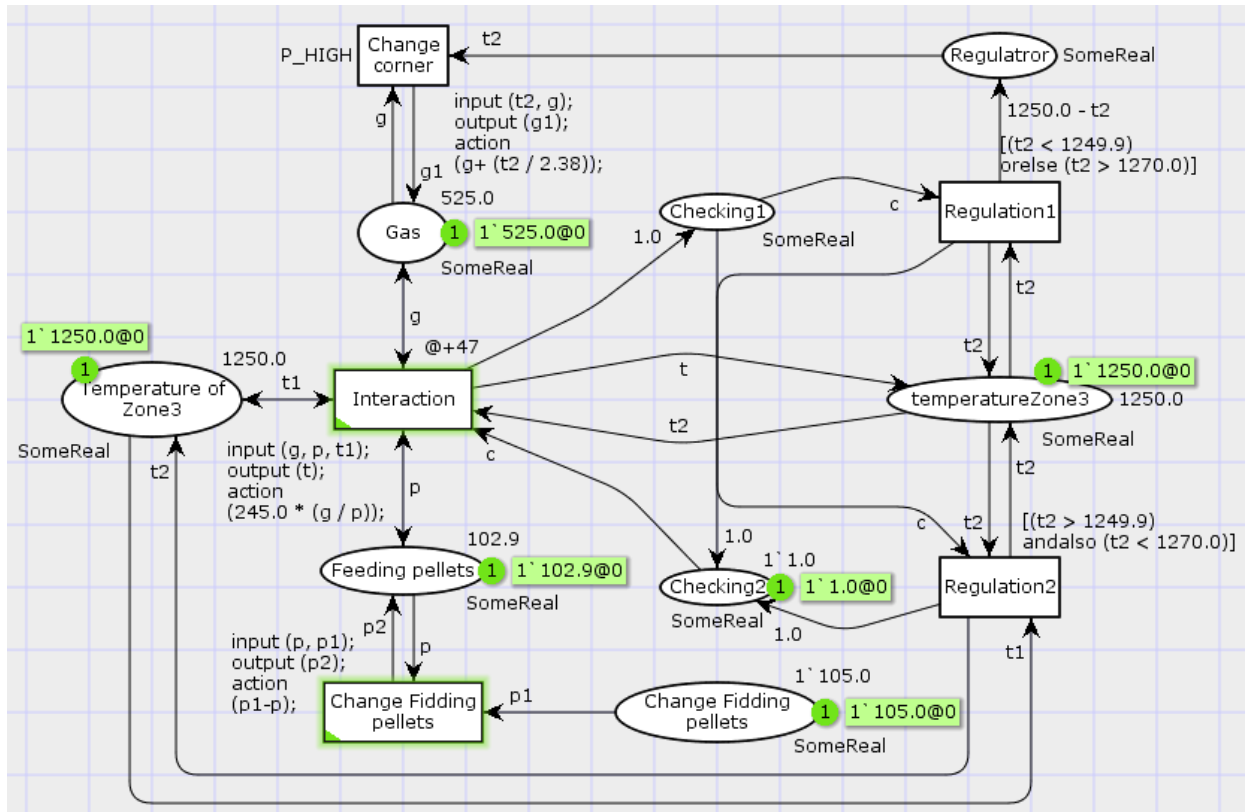 P_HIGH
Change
corner
t2
Regulatror
SomeReal
g
g1
input (t2, g);
output (g1);
action
(g+ (t2 / 2.38));
1250.0 - t2
[(t2 < 1249.9)
orelse (t2 > 1270.0)]
525.0
Gas
1
1`525.0@0
SomeReal
Checking1
SomeReal
c
Regulation1
1.0
g
t2
t2
1`1250.0@0
1
1250.0
Temperature of
Zone3
SomeReal
t1
@+47
Interaction
t
t2
c
temperatureZone3
1
1`1250.0@0
1250.0
SomeReal
t2
input (g, p, t1);
output (t);
action
(245.0 * (g / p));
p
c
t2
t2
[(t2 > 1249.9)
andalso (t2 < 1270.0)]
102.9
Feeding pellets
1
1`102.9@0
SomeReal
1.0
1`1.0
Checking2
1
1`1.0@0
SomeReal
1.0
Regulation2
t1
input (p, p1);
output (p2);
action
(p1-p);
p2
p
Change Fidding
pellets
p1
1`105.0
Change Fidding
pellets
1
1`105.0@0
SomeReal